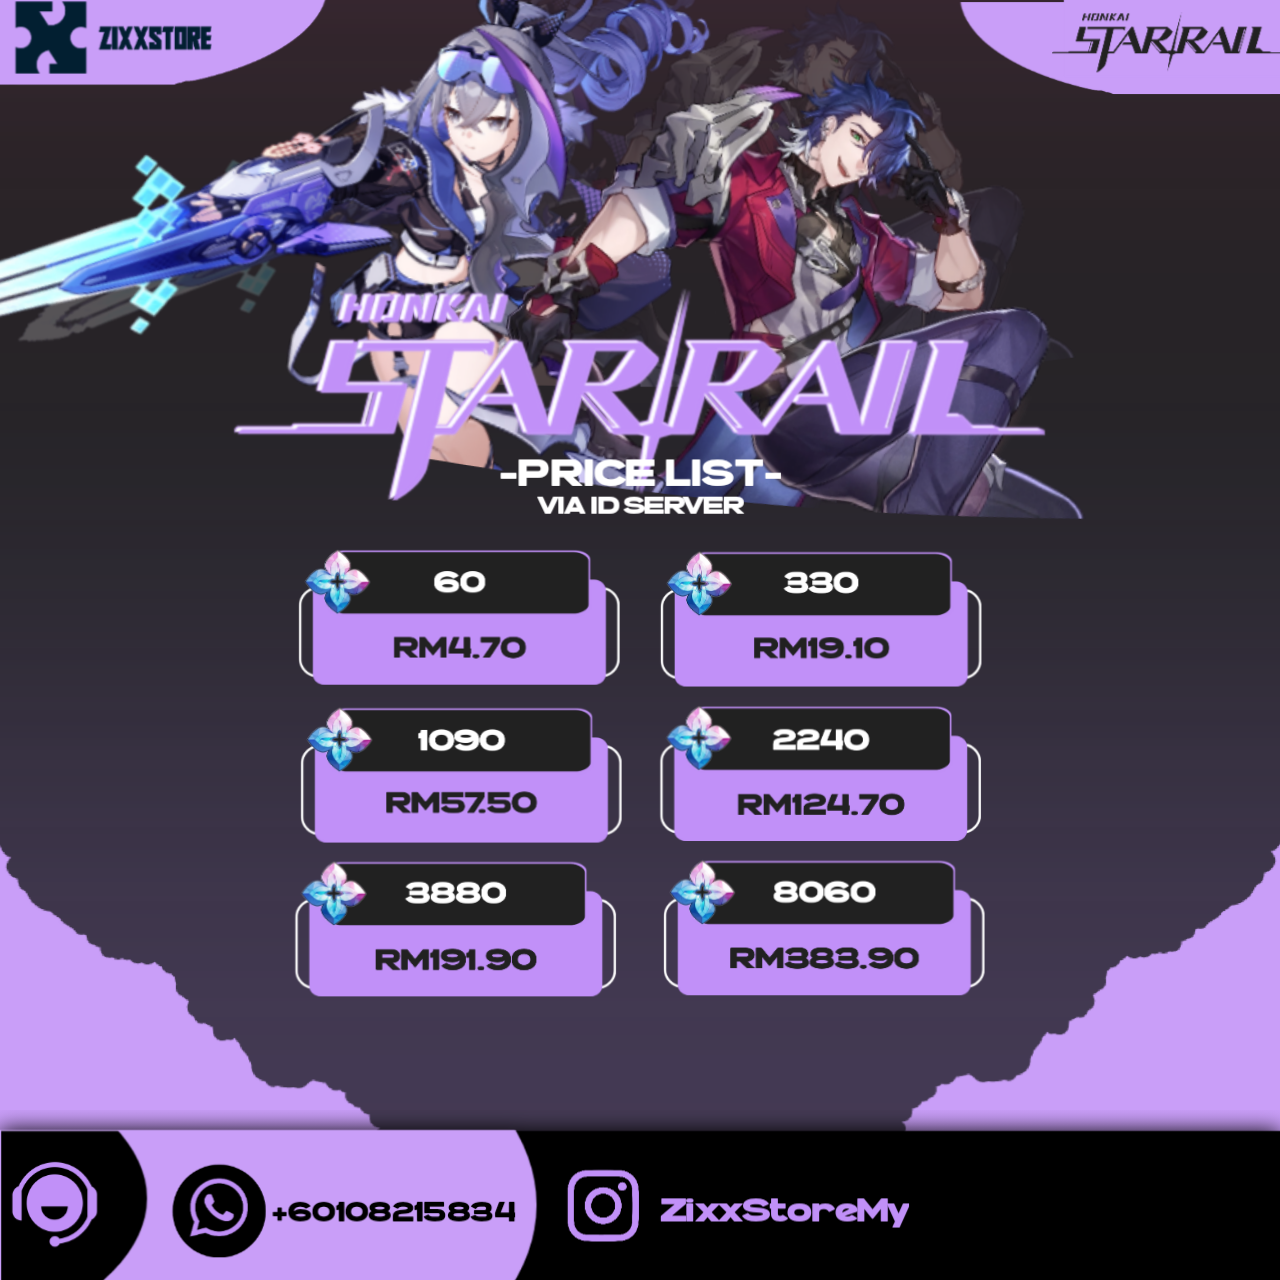 ZIXXSTORE
HONKAI
STAR RAIL
HONKAI
STAR RAIL
-PRICE LIST-
VIA ID SERVER
60
RM4.70
330
RM19.10
1090
RM57.50
2240
RM124.70
3880
RM191.90
8060
RM383.90
+60108215834
ZixxStoreMy